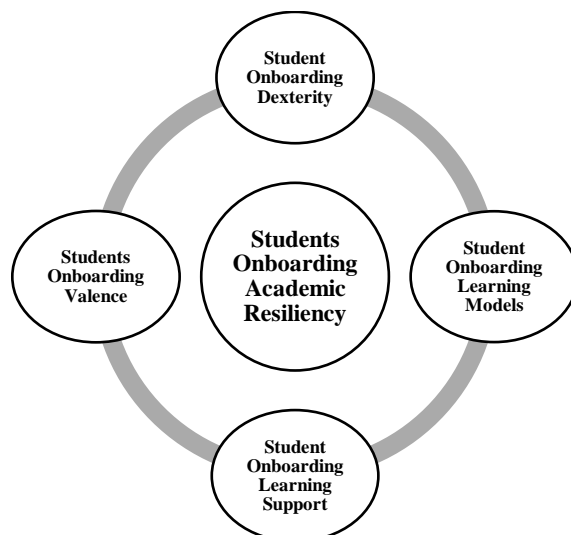 Student
Onboarding
Dexterity
Students
Onboarding
Valence
Students
Onboarding
Academic
Resiliency
Student
Onboarding
Learning
Models
Student
Onboarding
Learning
Support